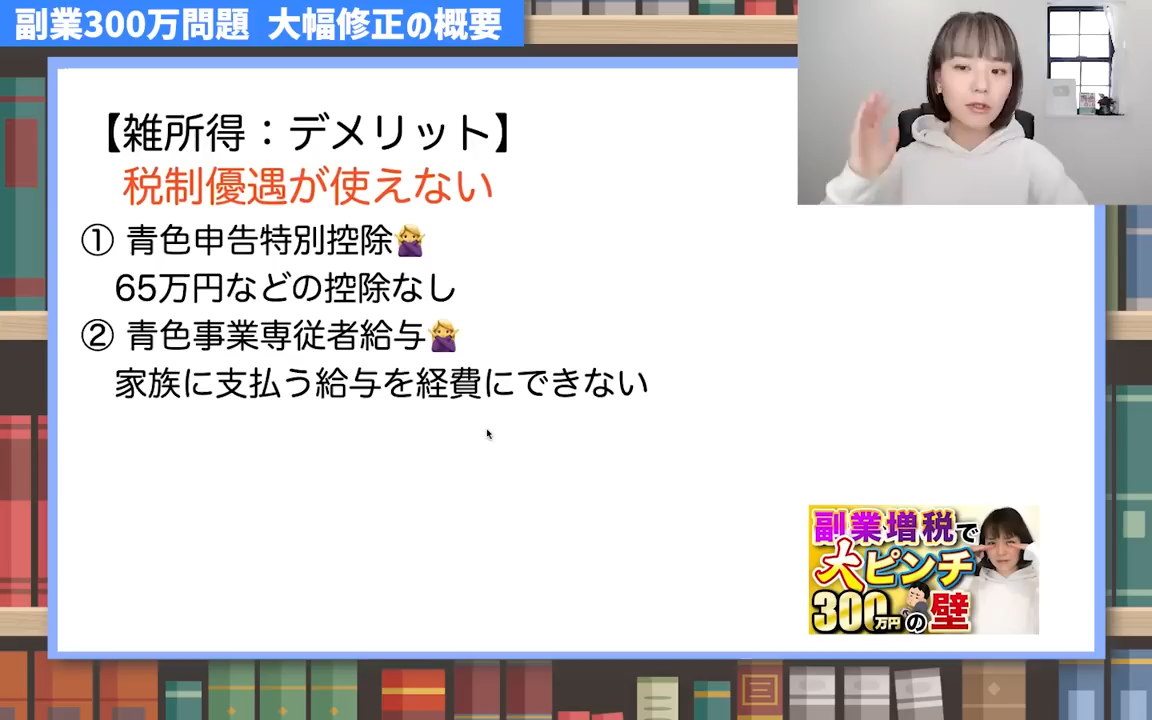 副業300万問題 大幅修正の概要
【雑所得：デメリット】
税制優遇が使えない
① 青色申告特別控除🙅‍♀️
65万円などの控除なし
② 青色事業専従者給与🙅‍♀️
家族に支払う給与を経費にできない
副業増税で
大ピンチ
300万円の壁